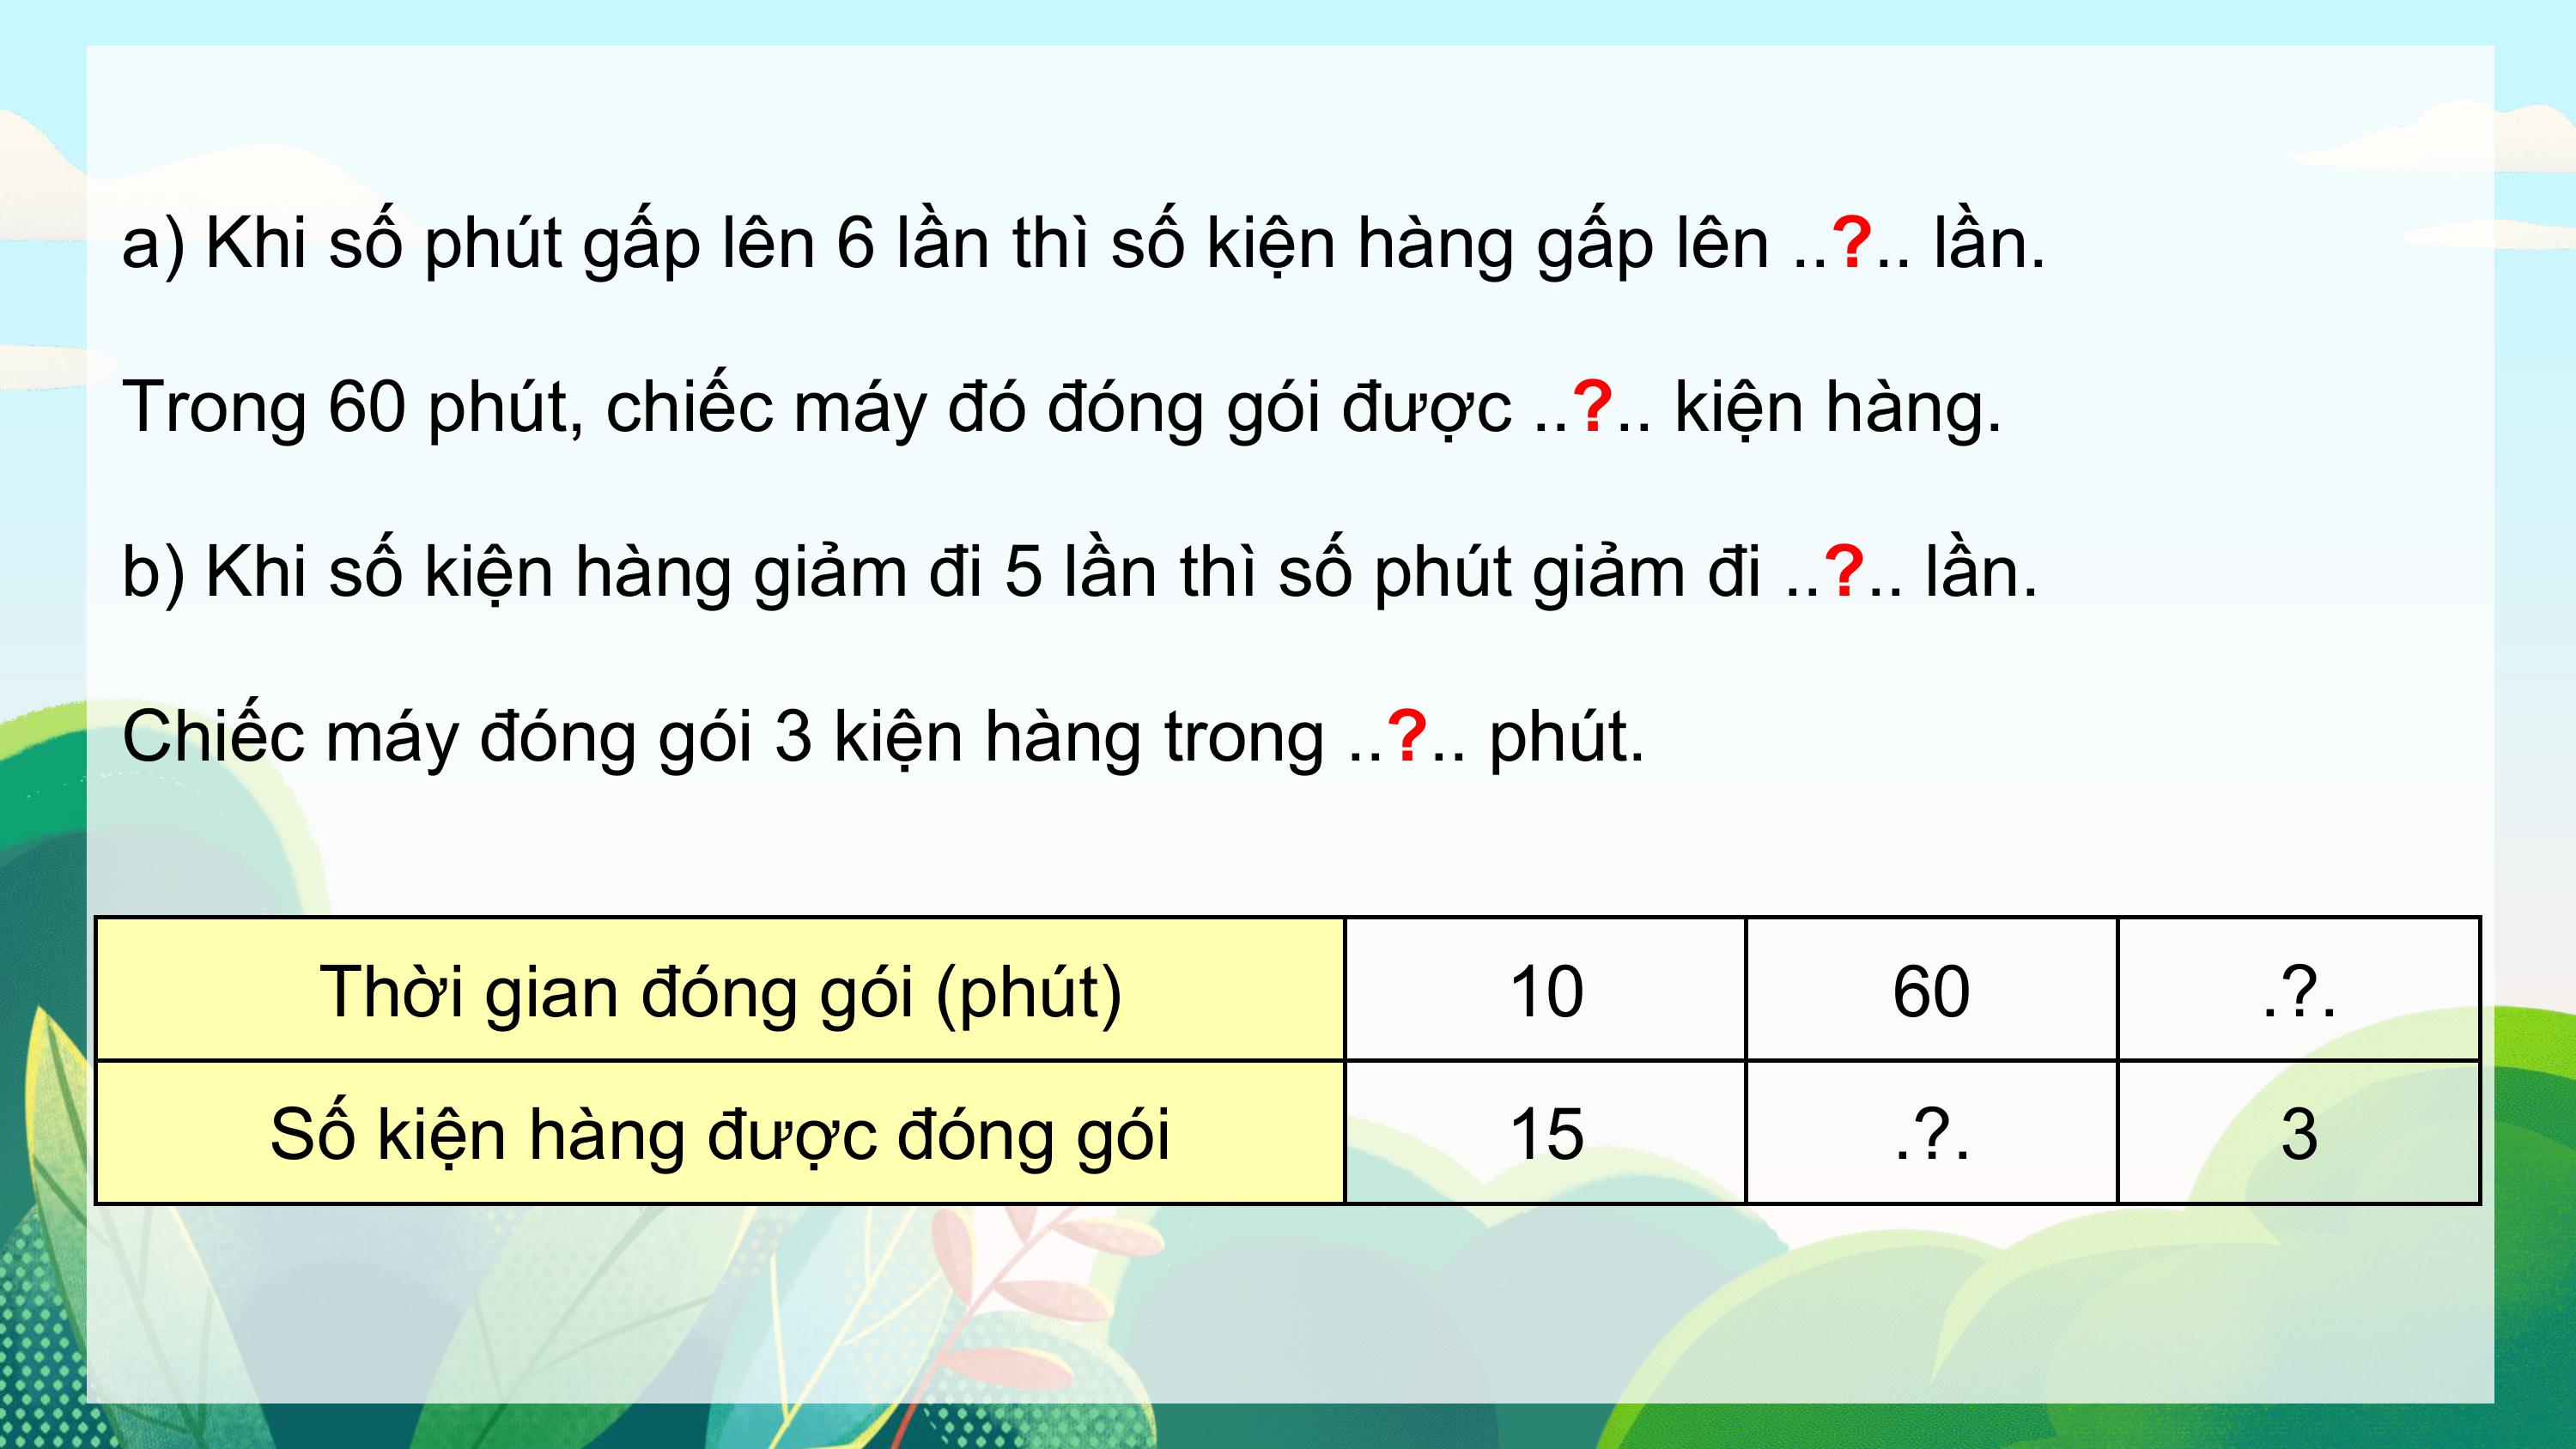 a) Khi số phút gấp lên 6 lần thì số kiện hàng gấp lên ..?.. lần.
Trong 60 phút, chiếc máy đó đóng gói được ..?.. kiện hàng.
b) Khi số kiện hàng giảm đi 5 lần thì số phút giảm đi ..?.. lần.
Chiếc máy đóng gói 3 kiện hàng trong ..?.. phút.
Thời gian đóng gói (phút) 10 60 .?.
Số kiện hàng được đóng gói 15 .?. 3